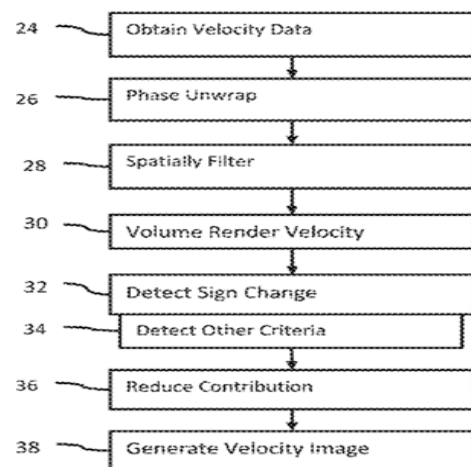 24 Obtain Velocity Data
26 Phase Unwrap
28 Spatially Filter
30 Volume Render Velocity
32 Detect Sign Change
34 Detect Other Criteria
36 Reduce Contribution
38 Generate Velocity Image